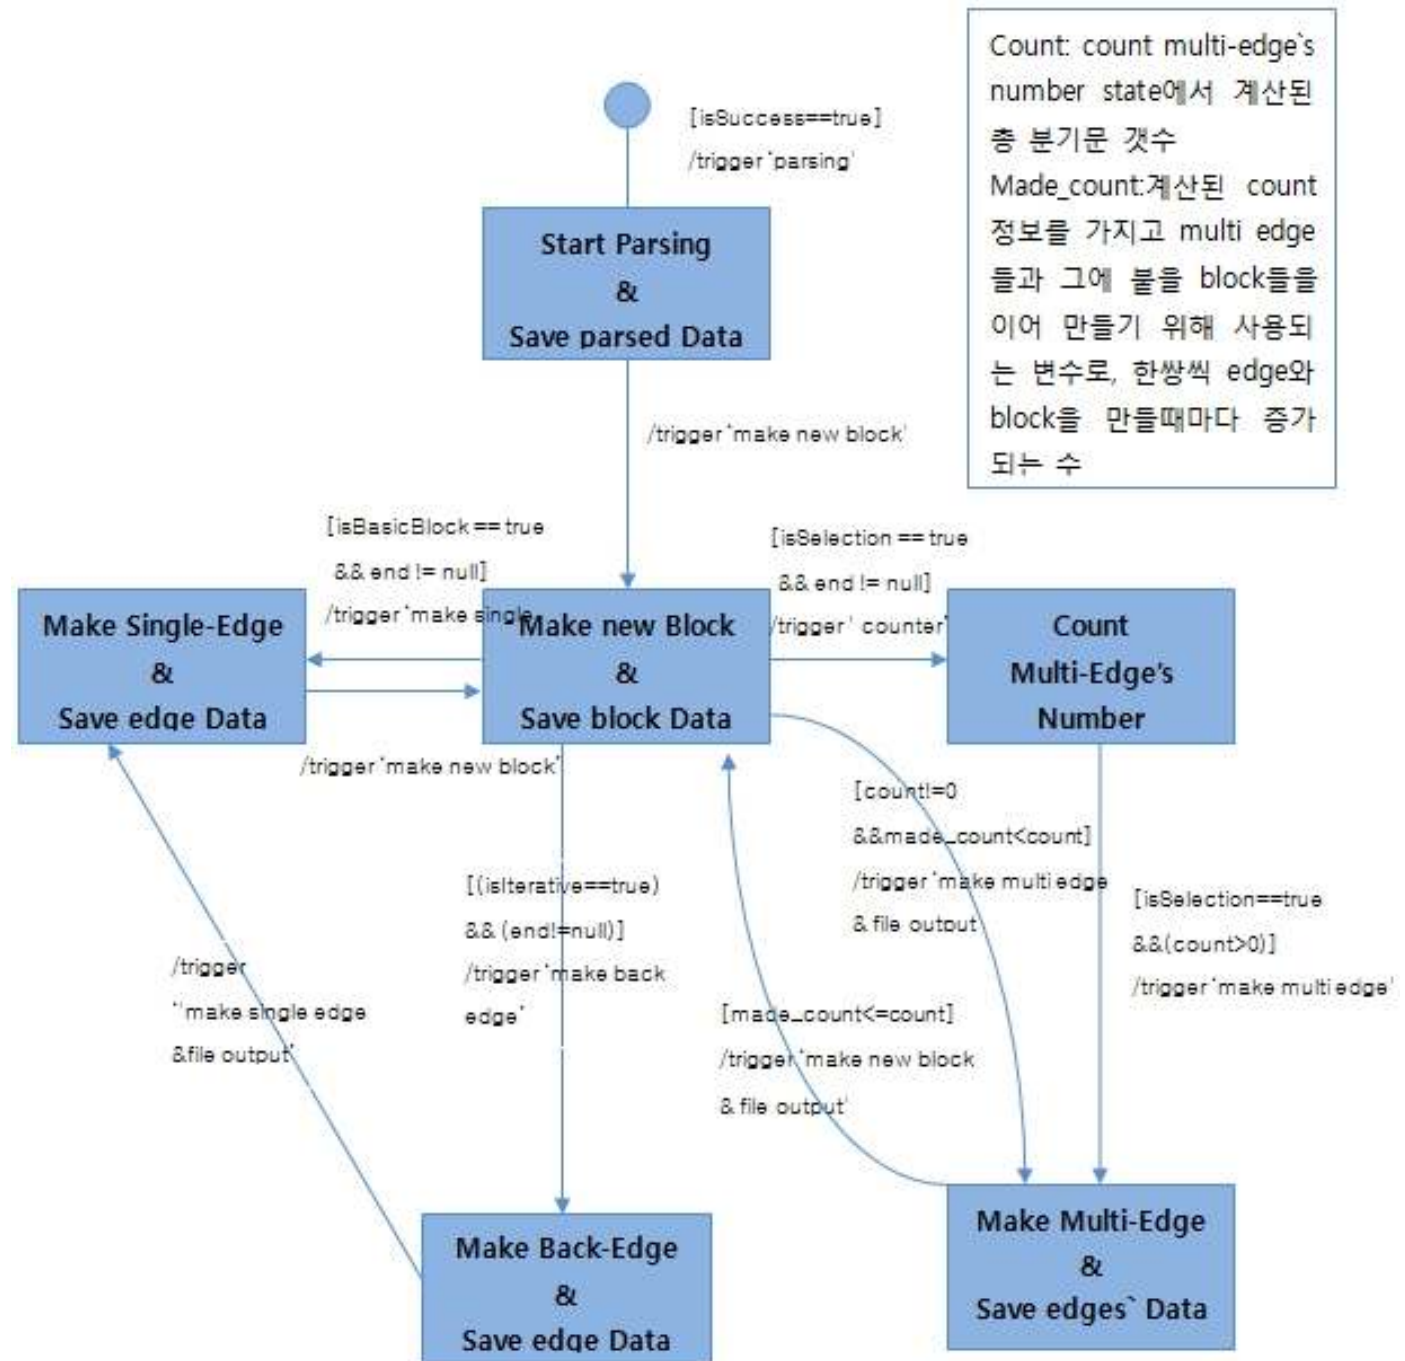 Count: count multi-edge`s
number state에서 계산된
총 분기문 갯수
Made_count:계산된 count
정보를 가지고 multi edge
들과 그에 붙을 block들을
이어 만들기 위해 사용되
는 변수로, 한쌍씩 edge와
block을 만들때마다 증가
되는 수
[isSuccess==true]
/trigger 'parsing'
Start Parsing
&
Save parsed Data
/trigger 'make new block'
[isBasicBlock == true
&& end != null]
/trigger 'make single
[isSelection == true
&& end != null]
/trigger ' counter'
Make Single-Edge
&
Save edge Data
Make new Block
&
Save block Data
Count
Multi-Edge's
Number
/trigger 'make new block'
[count!=0
&&made_count<count]
/trigger 'make multi edge
& file output
[(isIterative==true)
&& (end!=null)]
/trigger 'make back
edge'
[isSelection==true
&&(count>0)]
/trigger 'make multi edge'
/trigger
''make single edge
&file output'
[made_count<=count]
/trigger 'make new block
& file output'
Make Back-Edge
&
Save edge Data
Make Multi-Edge
&
Save edges` Data